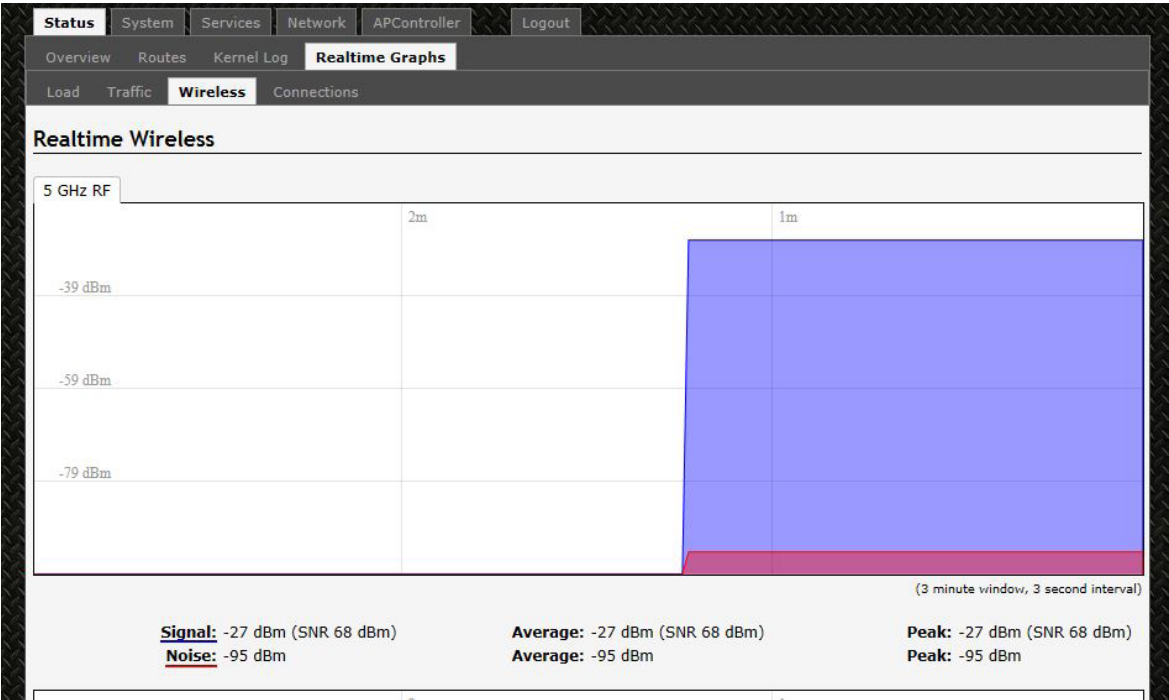 Status System Services Network APController Logout
Overview Routes Kernel Log Realtime Graphs
Load Traffic Wireless Connections
Realtime Wireless
5 GHz RF
2m 1m
-39 dBm
-59 dBm
-79 dBm
(3 minute window, 3 second interval)
Signal: -27 dBm (SNR 68 dBm) Average: -27 dBm (SNR 68 dBm) Peak: -27 dBm (SNR 68 dBm)
Noise: -95 dBm Average: -95 dBm Peak: -95 dBm